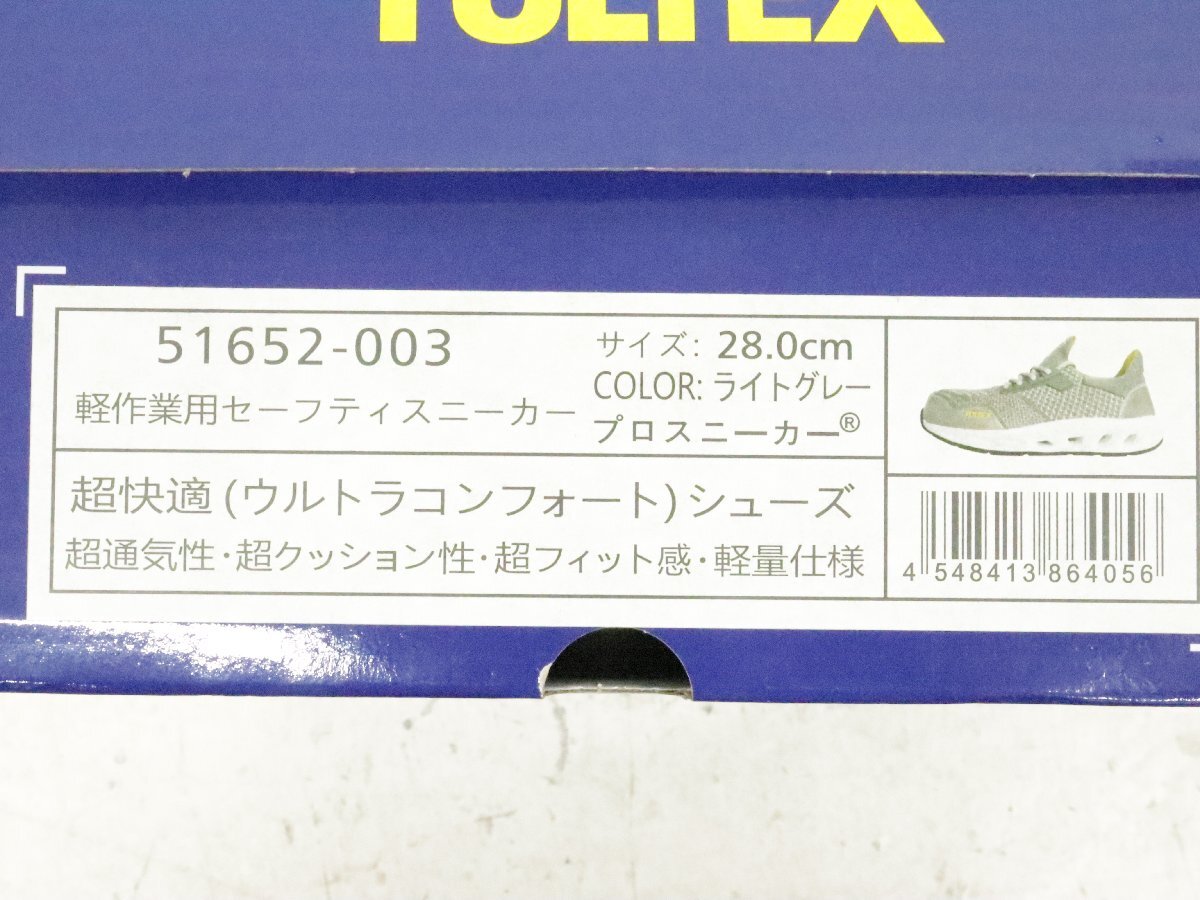 TULTEX
51652-003
軽作業用セーフティスニーカー
サイズ: 28.0cm
COLOR: ライトグレー
プロスニーカー®
超快適(ウルトラコンフォート)シューズ
超通気性・超クッション性・超フィット感・軽量仕様
TULTEX
4 548413 864056